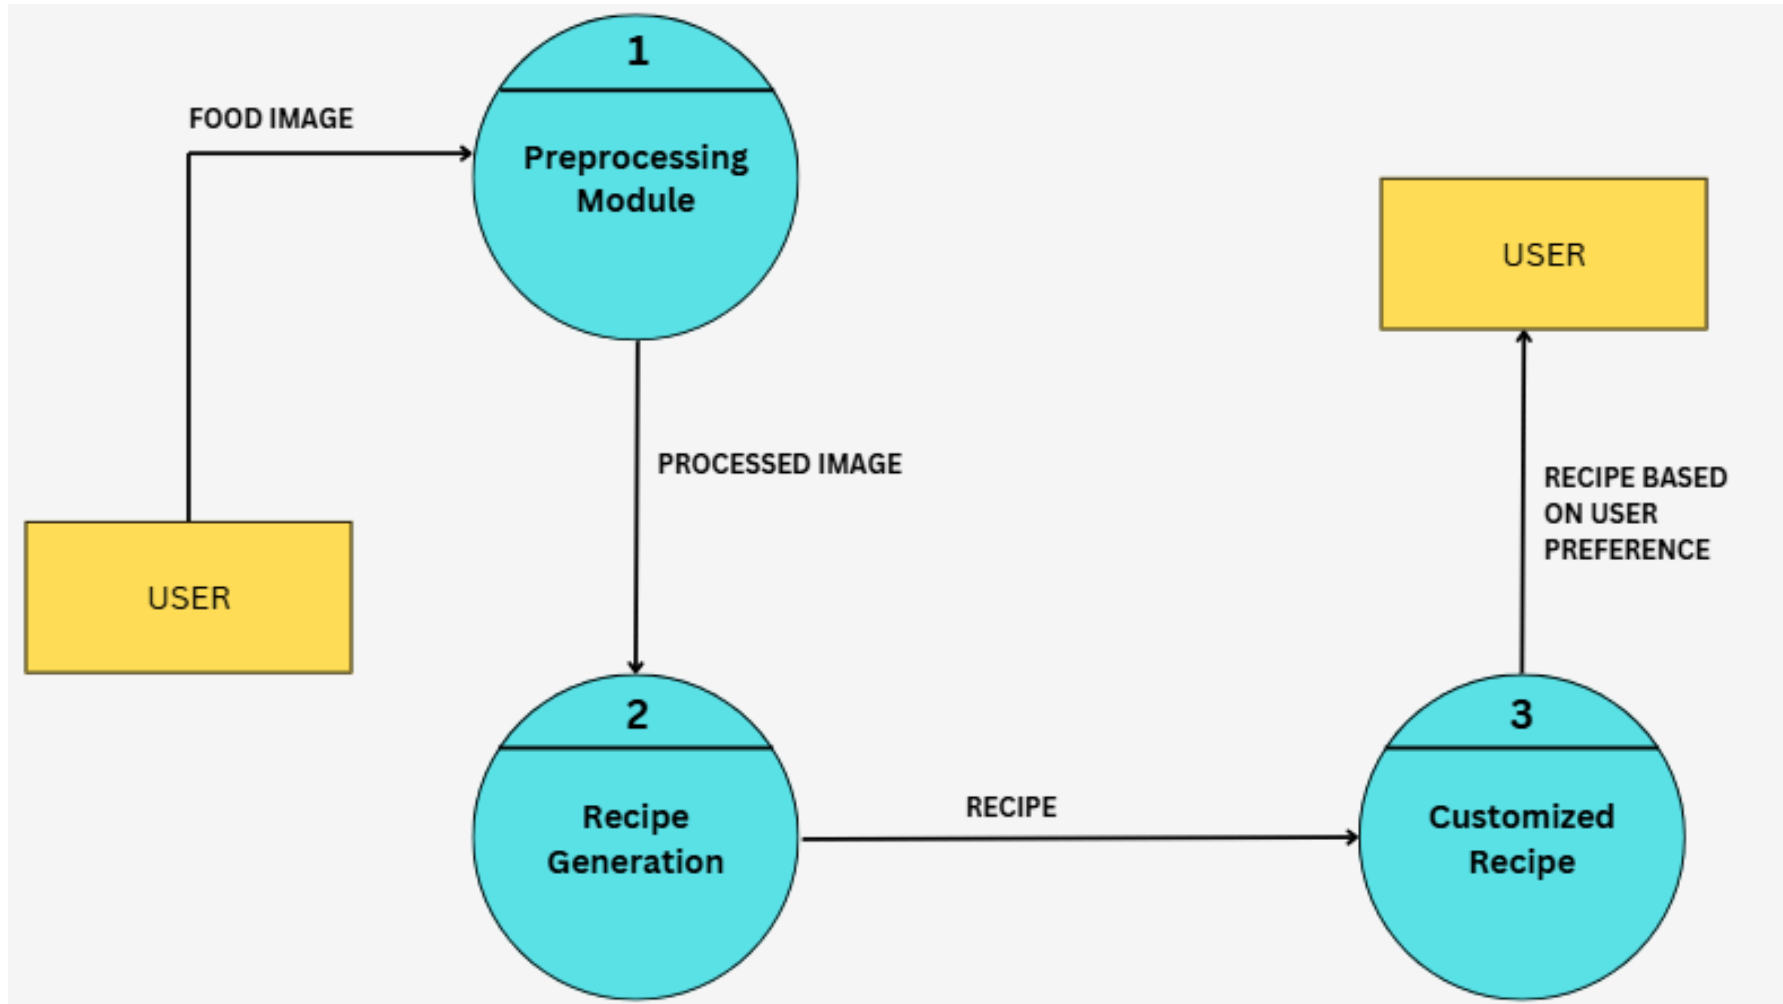 1
FOOD IMAGE
Preprocessing
Module
USER
USER
PROCESSED IMAGE
RECIPE BASED
ON USER
PREFERENCE
2
Recipe
Generation
RECIPE
3
Customized
Recipe